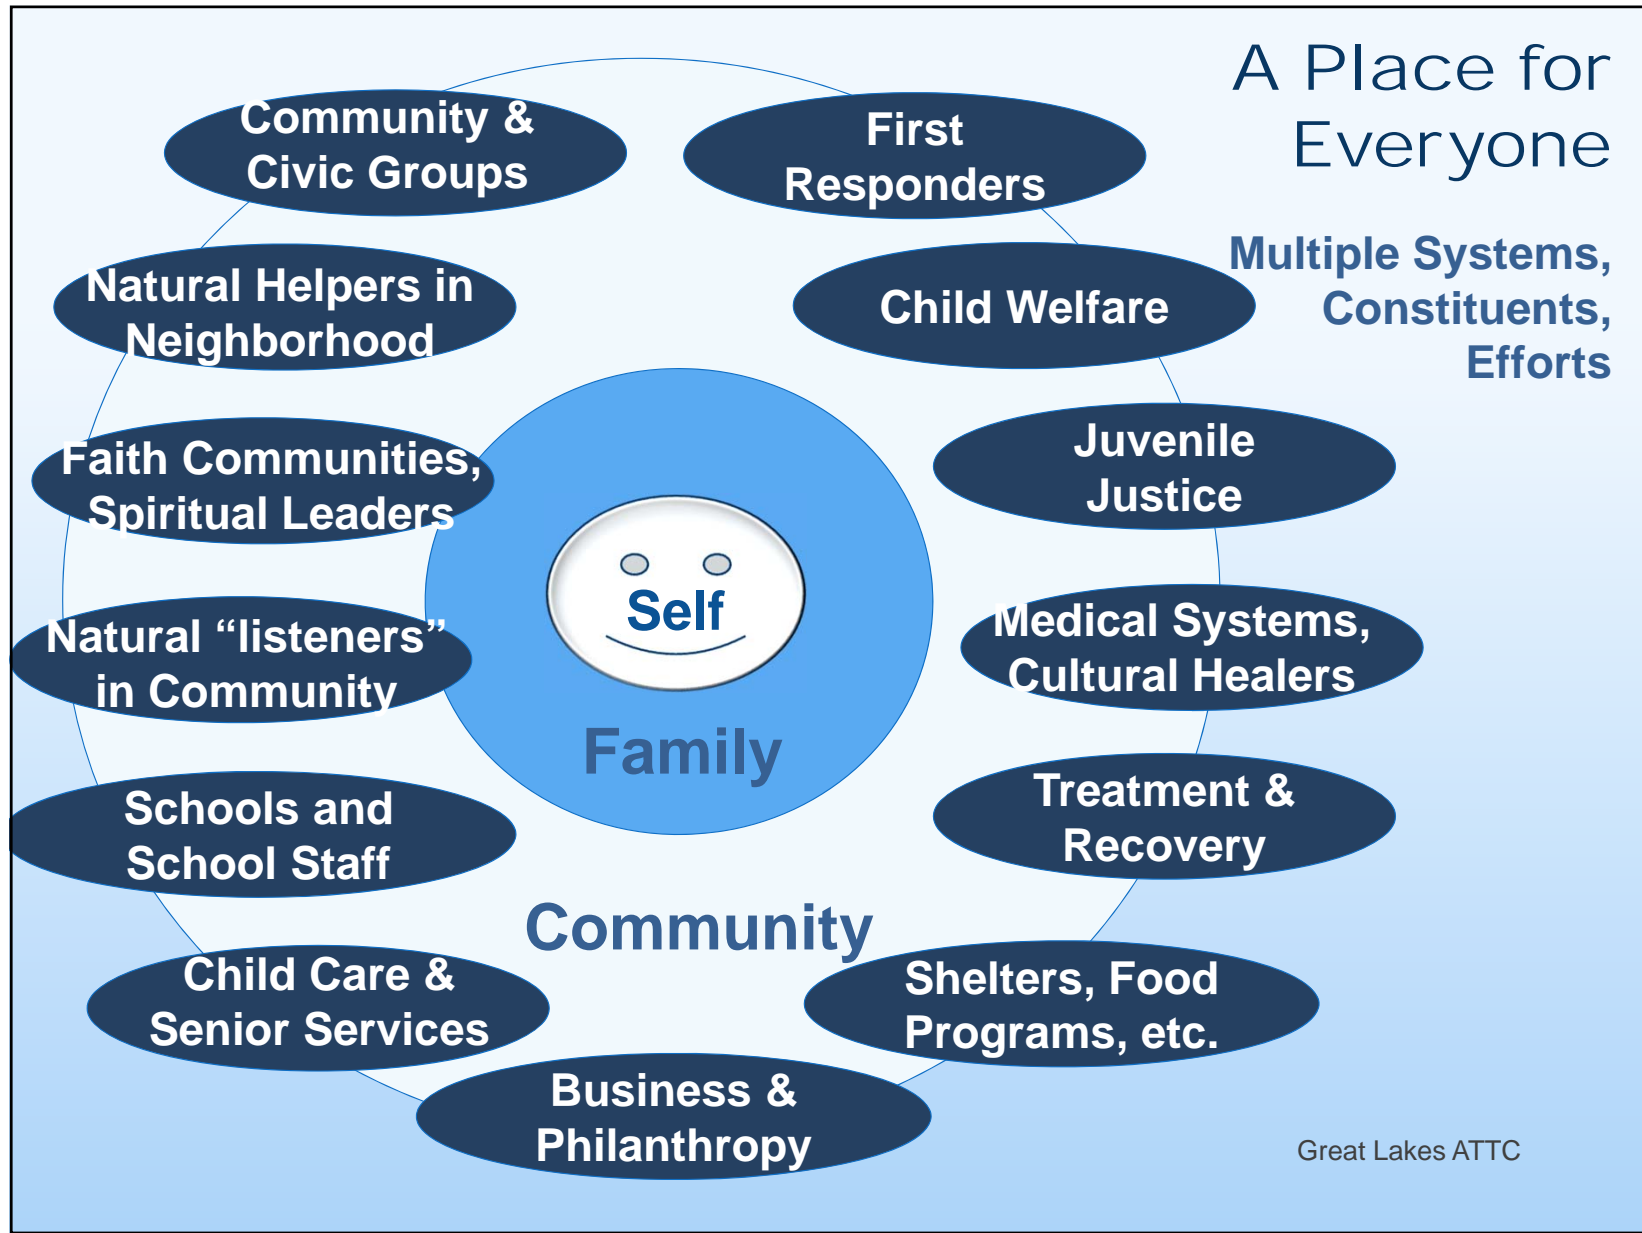 A Place for
Everyone
Multiple Systems,
Constituents,
Efforts
Community &
Civic Groups
First
Responders
Natural Helpers in
Neighborhood
Child Welfare
Faith Communities,
Spiritual Leaders
Juvenile
Justice
Self
Natural “listeners”
in Community
Medical Systems,
Cultural Healers
Family
Schools and
School Staff
Treatment &
Recovery
Community
Child Care &
Senior Services
Shelters, Food
Programs, etc.
Business &
Philanthropy
Great Lakes ATTC